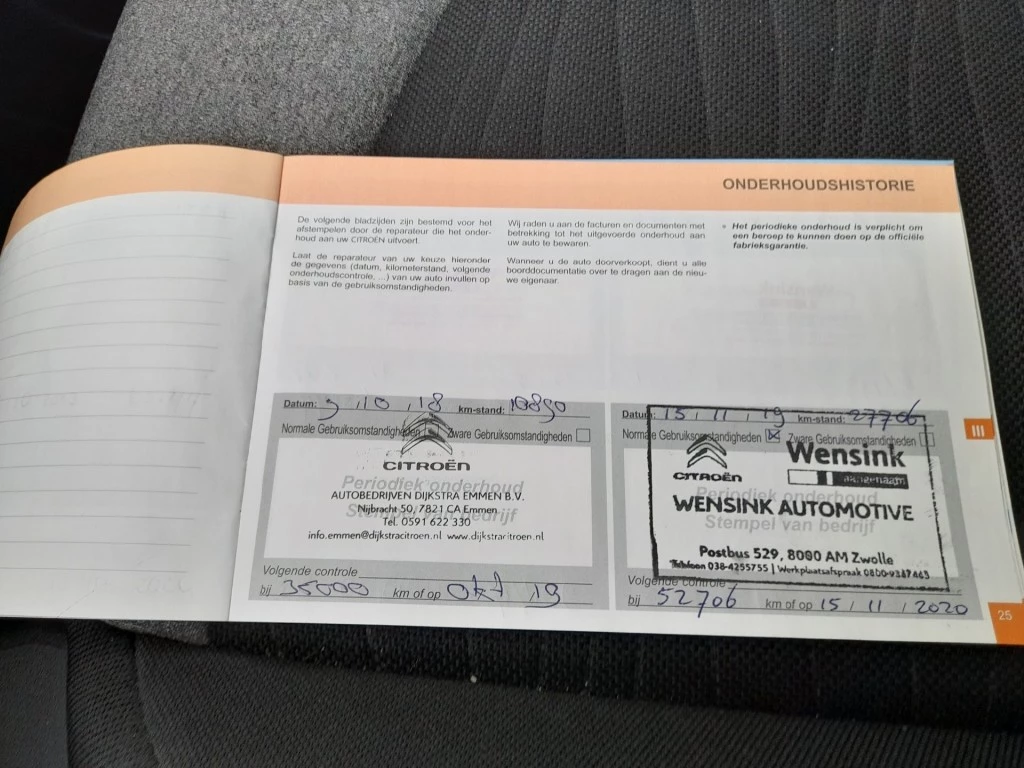 ONDERHOUDSHISTORIE
De volgende bladzijden zijn bestemd voor het
afstempelen door de reparateur die het onder-
houd aan uw CITROËN uitvoert.
Laat de reparateur van uw keuze hieronder
de gegevens (datum, kilometerstand, volgende
onderhoudscontrole, ...) van uw auto invullen op
basis van de gebruiksomstandigheden.
Wij raden u aan de facturen en documenten met
betrekking tot het uitgevoerde onderhoud aan
uw auto te bewaren.
Wanneer u de auto doorverkoopt, dient u alle
boorddocumentatie over te dragen aan de nieu-
we eigenaar.
Het periodieke onderhoud is verplicht om
een beroep te kunnen doen op de officiële
fabrieksgarantie.
Datum: 9 , 10 , 18 km-stand: 10890
Normale Gebruiksomstandigheden Zware Gebruiksomstandigheden
CITROËN
Periodiek onderhoud
AUTOBEDRIJVEN DIJKSTRA EMMEN B.V.
Nijbracht 50, 7821 CA Emmen
Stempel van bedrijf
Tel. 0591 622 330
info.emmen@dijkstracitroen.nl www.dijkstracitroen.nl
Volgende controle
bij 35000 km of op okt 19
Datum: 15 , 11 , 19 km-stand: 27706
Normale Gebruiksomstandigheden Zware Gebruiksomstandigheden
Wensink
CITROËN aangenaam
Periodiek onderhoud
WENSINK AUTOMOTIVE
Stempel van bedrijf
Postbus 529, 8000 AM Zwolle
Telefoon 038-4255755 | Werkplaatsafspraak 0800-9387443
Volgende controle
bij 52706 km of op 15 , 11 , 2020
III
25